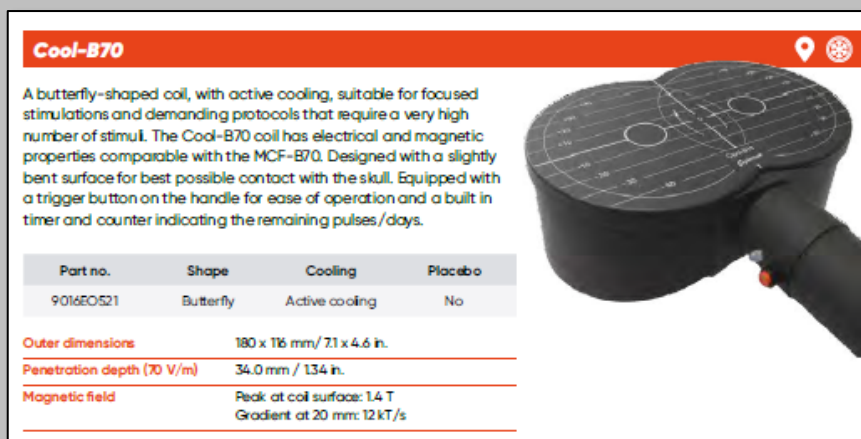 Cool-B70
A butterfly-shaped coil, with active cooling, suitable for focused
stimulations and demanding protocols that require a very high
number of stimuli. The Cool-B70 coil has electrical and magnetic
properties comparable with the MCF-B70. Designed with a slightly
bent surface for best possible contact with the skull. Equipped with
a trigger button on the handle for ease of operation and a built in
timer and counter indicating the remaining pulses/days.
Part no. Shape Cooling Placebo
9016E0521 Butterfly Active cooling No
Outer dimensions 180 x 116 mm/ 7.1 x 4.6 in.
Penetration depth (70 V/m) 34.0 mm / 1.34 in.
Magnetic field Peak at coil surface: 1.4 T
Gradient at 20 mm: 12 kT/s